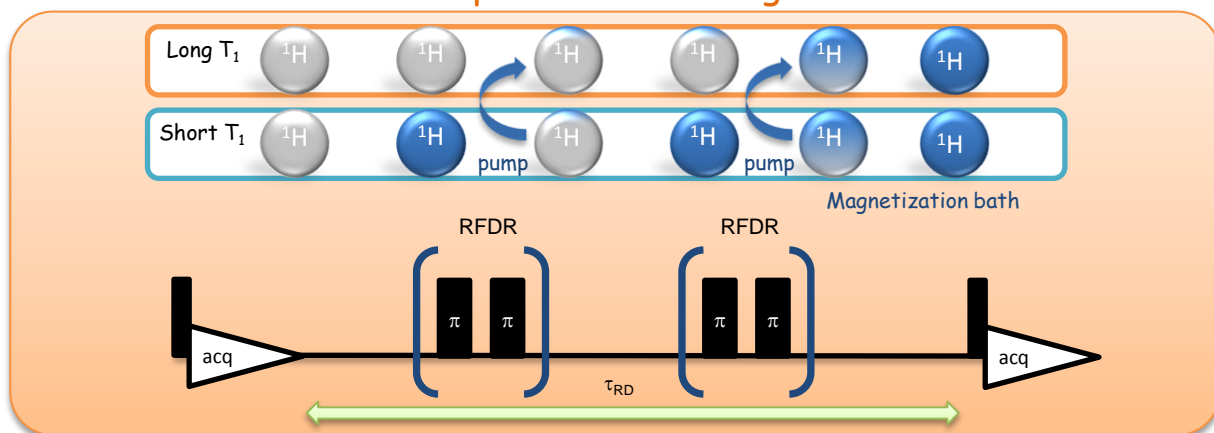 Long T₁ ¹H ¹H ¹H ¹H ¹H ¹H
Short T₁ ¹H ¹H ¹H ¹H ¹H ¹H
pump pump
Magnetization bath
RFDR RFDR
π π π π
acq acq
τRD